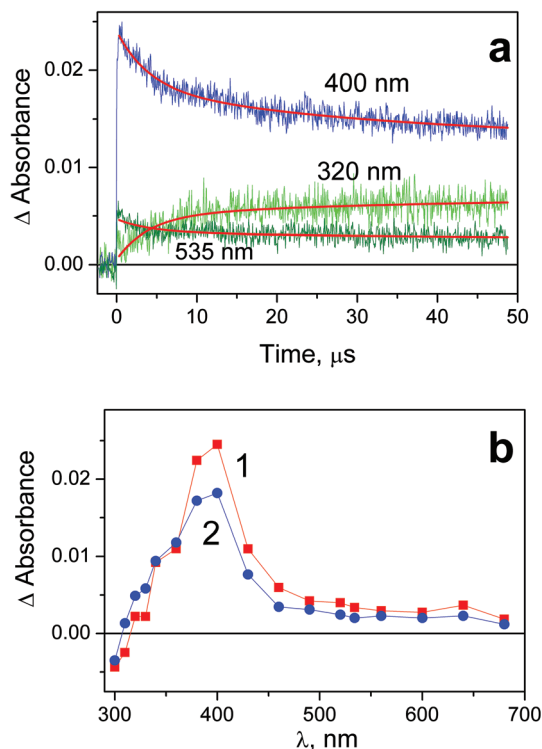 a
400 nm
320 nm
535 nm
Δ Absorbance
0.02
0.01
0.00
0 10 20 30 40 50
Time, μs
b
1
2
Δ Absorbance
0.02
0.01
0.00
300 400 500 600 700
λ, nm